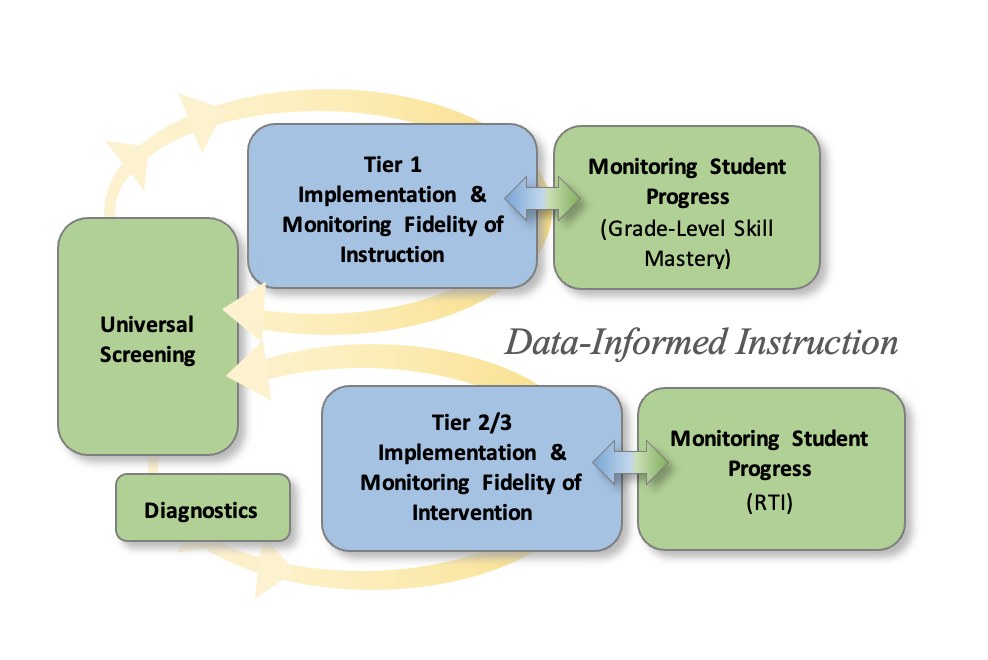 Tier 1
Implementation &
Monitoring Fidelity of
Instruction
Monitoring Student
Progress
(Grade-Level Skill
Mastery)
Universal
Screening
Data-Informed Instruction
Tier 2/3
Implementation &
Monitoring Fidelity of
Intervention
Monitoring Student
Progress
(RTI)
Diagnostics